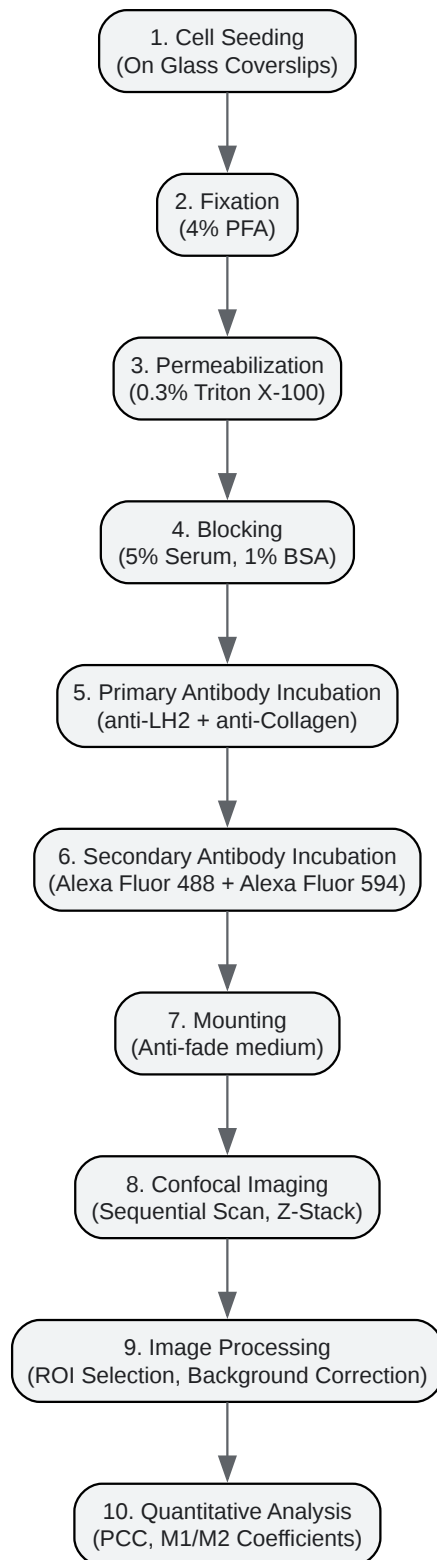 1. Cell Seeding
(On Glass Coverslips)
2. Fixation
(4% PFA)
3. Permeabilization
(0.3% Triton X-100)
4. Blocking
(5% Serum, 1% BSA)
5. Primary Antibody Incubation
(anti-LH2 + anti-Collagen)
6. Secondary Antibody Incubation
(Alexa Fluor 488 + Alexa Fluor 594)
7. Mounting
(Anti-fade medium)
8. Confocal Imaging
(Sequential Scan, Z-Stack)
9. Image Processing
(ROI Selection, Background Correction)
10. Quantitative Analysis
(PCC, M1/M2 Coefficients)